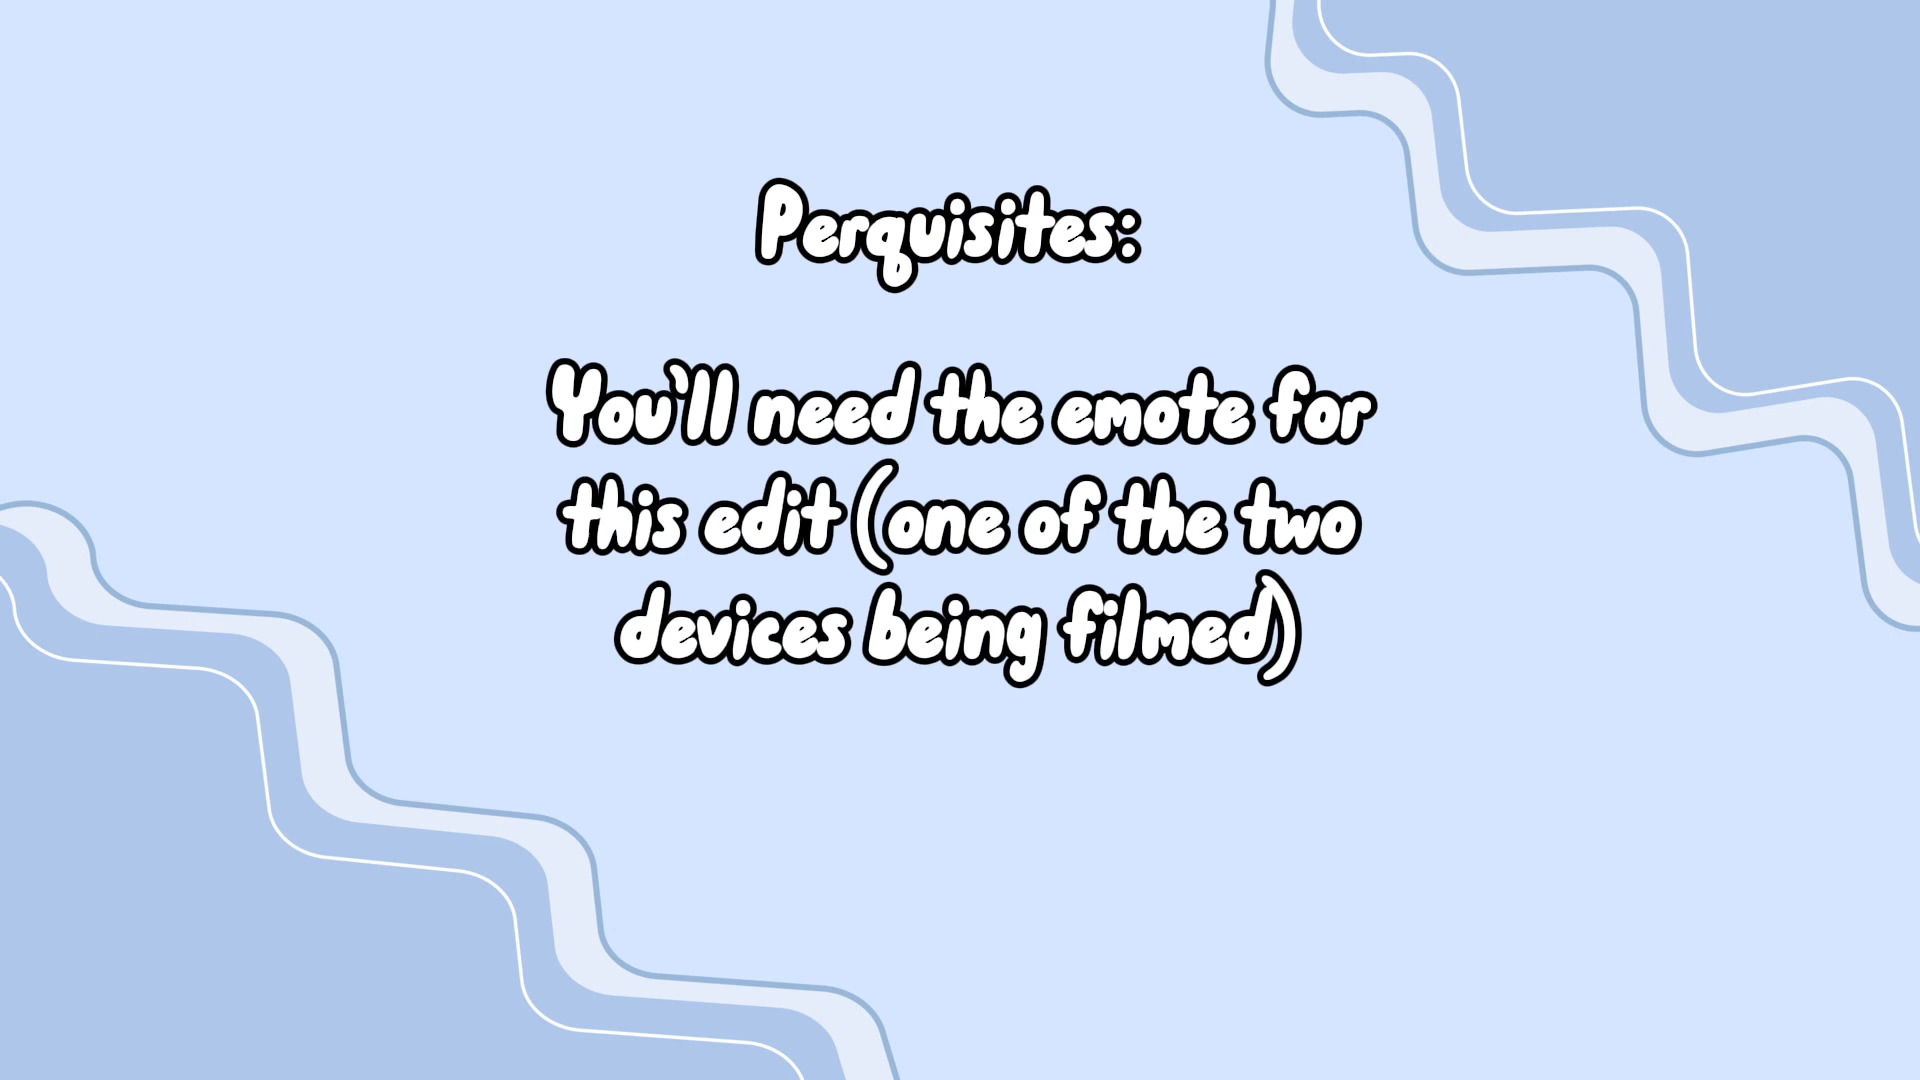 Perquisites:
You'll need the emote for
this edit (one of the two
devices being filmed)